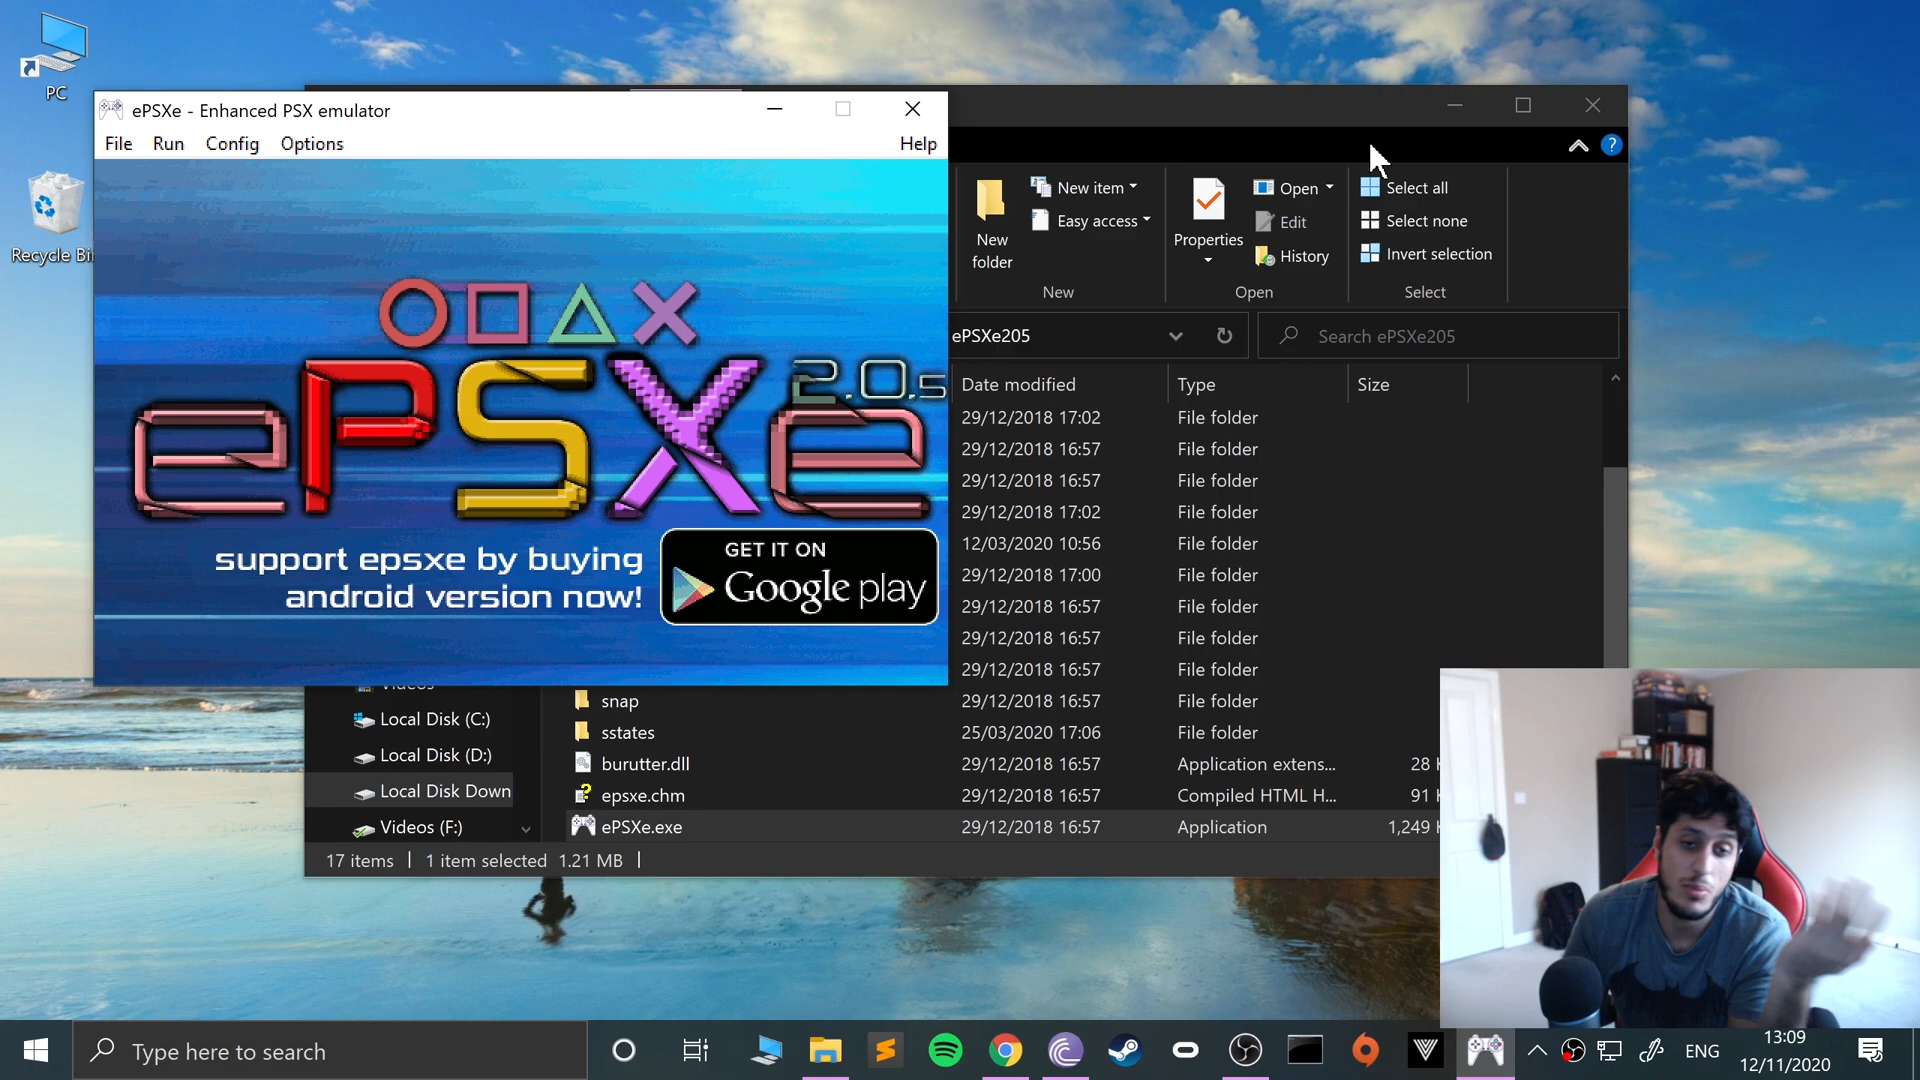 PC
Recycle Bi
ePSXe - Enhanced PSX emulator
File Run Config Options Help
ePSXe
2.0.5
support epsxe by buying
android version now!
GET IT ON
Google play
New item
Easy access
New
folder
New
Properties
Open
Edit
History
Open
Select all
Select none
Invert selection
Select
ePSXe205
Search ePSXe205
Date modified Type Size
29/12/2018 17:02 File folder
29/12/2018 16:57 File folder
29/12/2018 16:57 File folder
29/12/2018 17:02 File folder
12/03/2020 10:56 File folder
29/12/2018 17:00 File folder
29/12/2018 16:57 File folder
29/12/2018 16:57 File folder
29/12/2018 16:57 File folder
snap 29/12/2018 16:57 File folder
sstates 25/03/2020 17:06 File folder
burutter.dll 29/12/2018 16:57 Application extens... 28
epsxe.chm 29/12/2018 16:57 Compiled HTML H... 91
ePSXe.exe 29/12/2018 16:57 Application 1,249
Videos
Local Disk (C:)
Local Disk (D:)
Local Disk Down
Videos (F:)
17 items 1 item selected 1.21 MB
Type here to search
ENG
13:09
12/11/2020